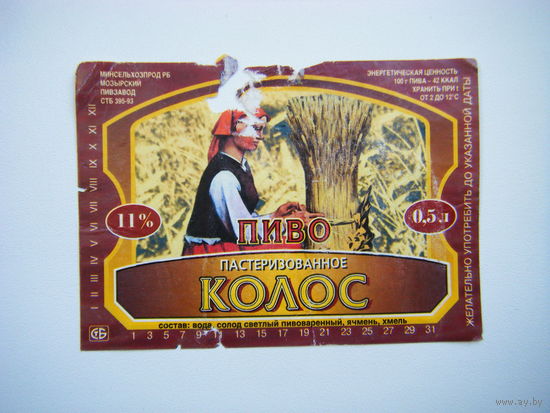 МИНСЕЛЬХОЗПРОД РБ
МОЗЫРСКИЙ
ПИВЗАВОД
СТБ 395-93
ЭНЕРГЕТИЧЕСКАЯ ЦЕННОСТЬ
100 г ПИВА - 42 ККАЛ
ХРАНИТЬ ПРИ t
ОТ 2 ДО 12°С
I II III IV V VI VII VIII IX X XI XII
ЖЕЛАТЕЛЬНО УПОТРЕБИТЬ ДО УКАЗАННОЙ ДАТЫ
11%
0,5 л
ПИВО
ПАСТЕРИЗОВАННОЕ
КОЛОС
состав: вода, солод светлый пивоваренный, ячмень, хмель
СТБ
1 3 5 7 9 11 13 15 17 19 21 23 25 27 29 31
www.ay.by